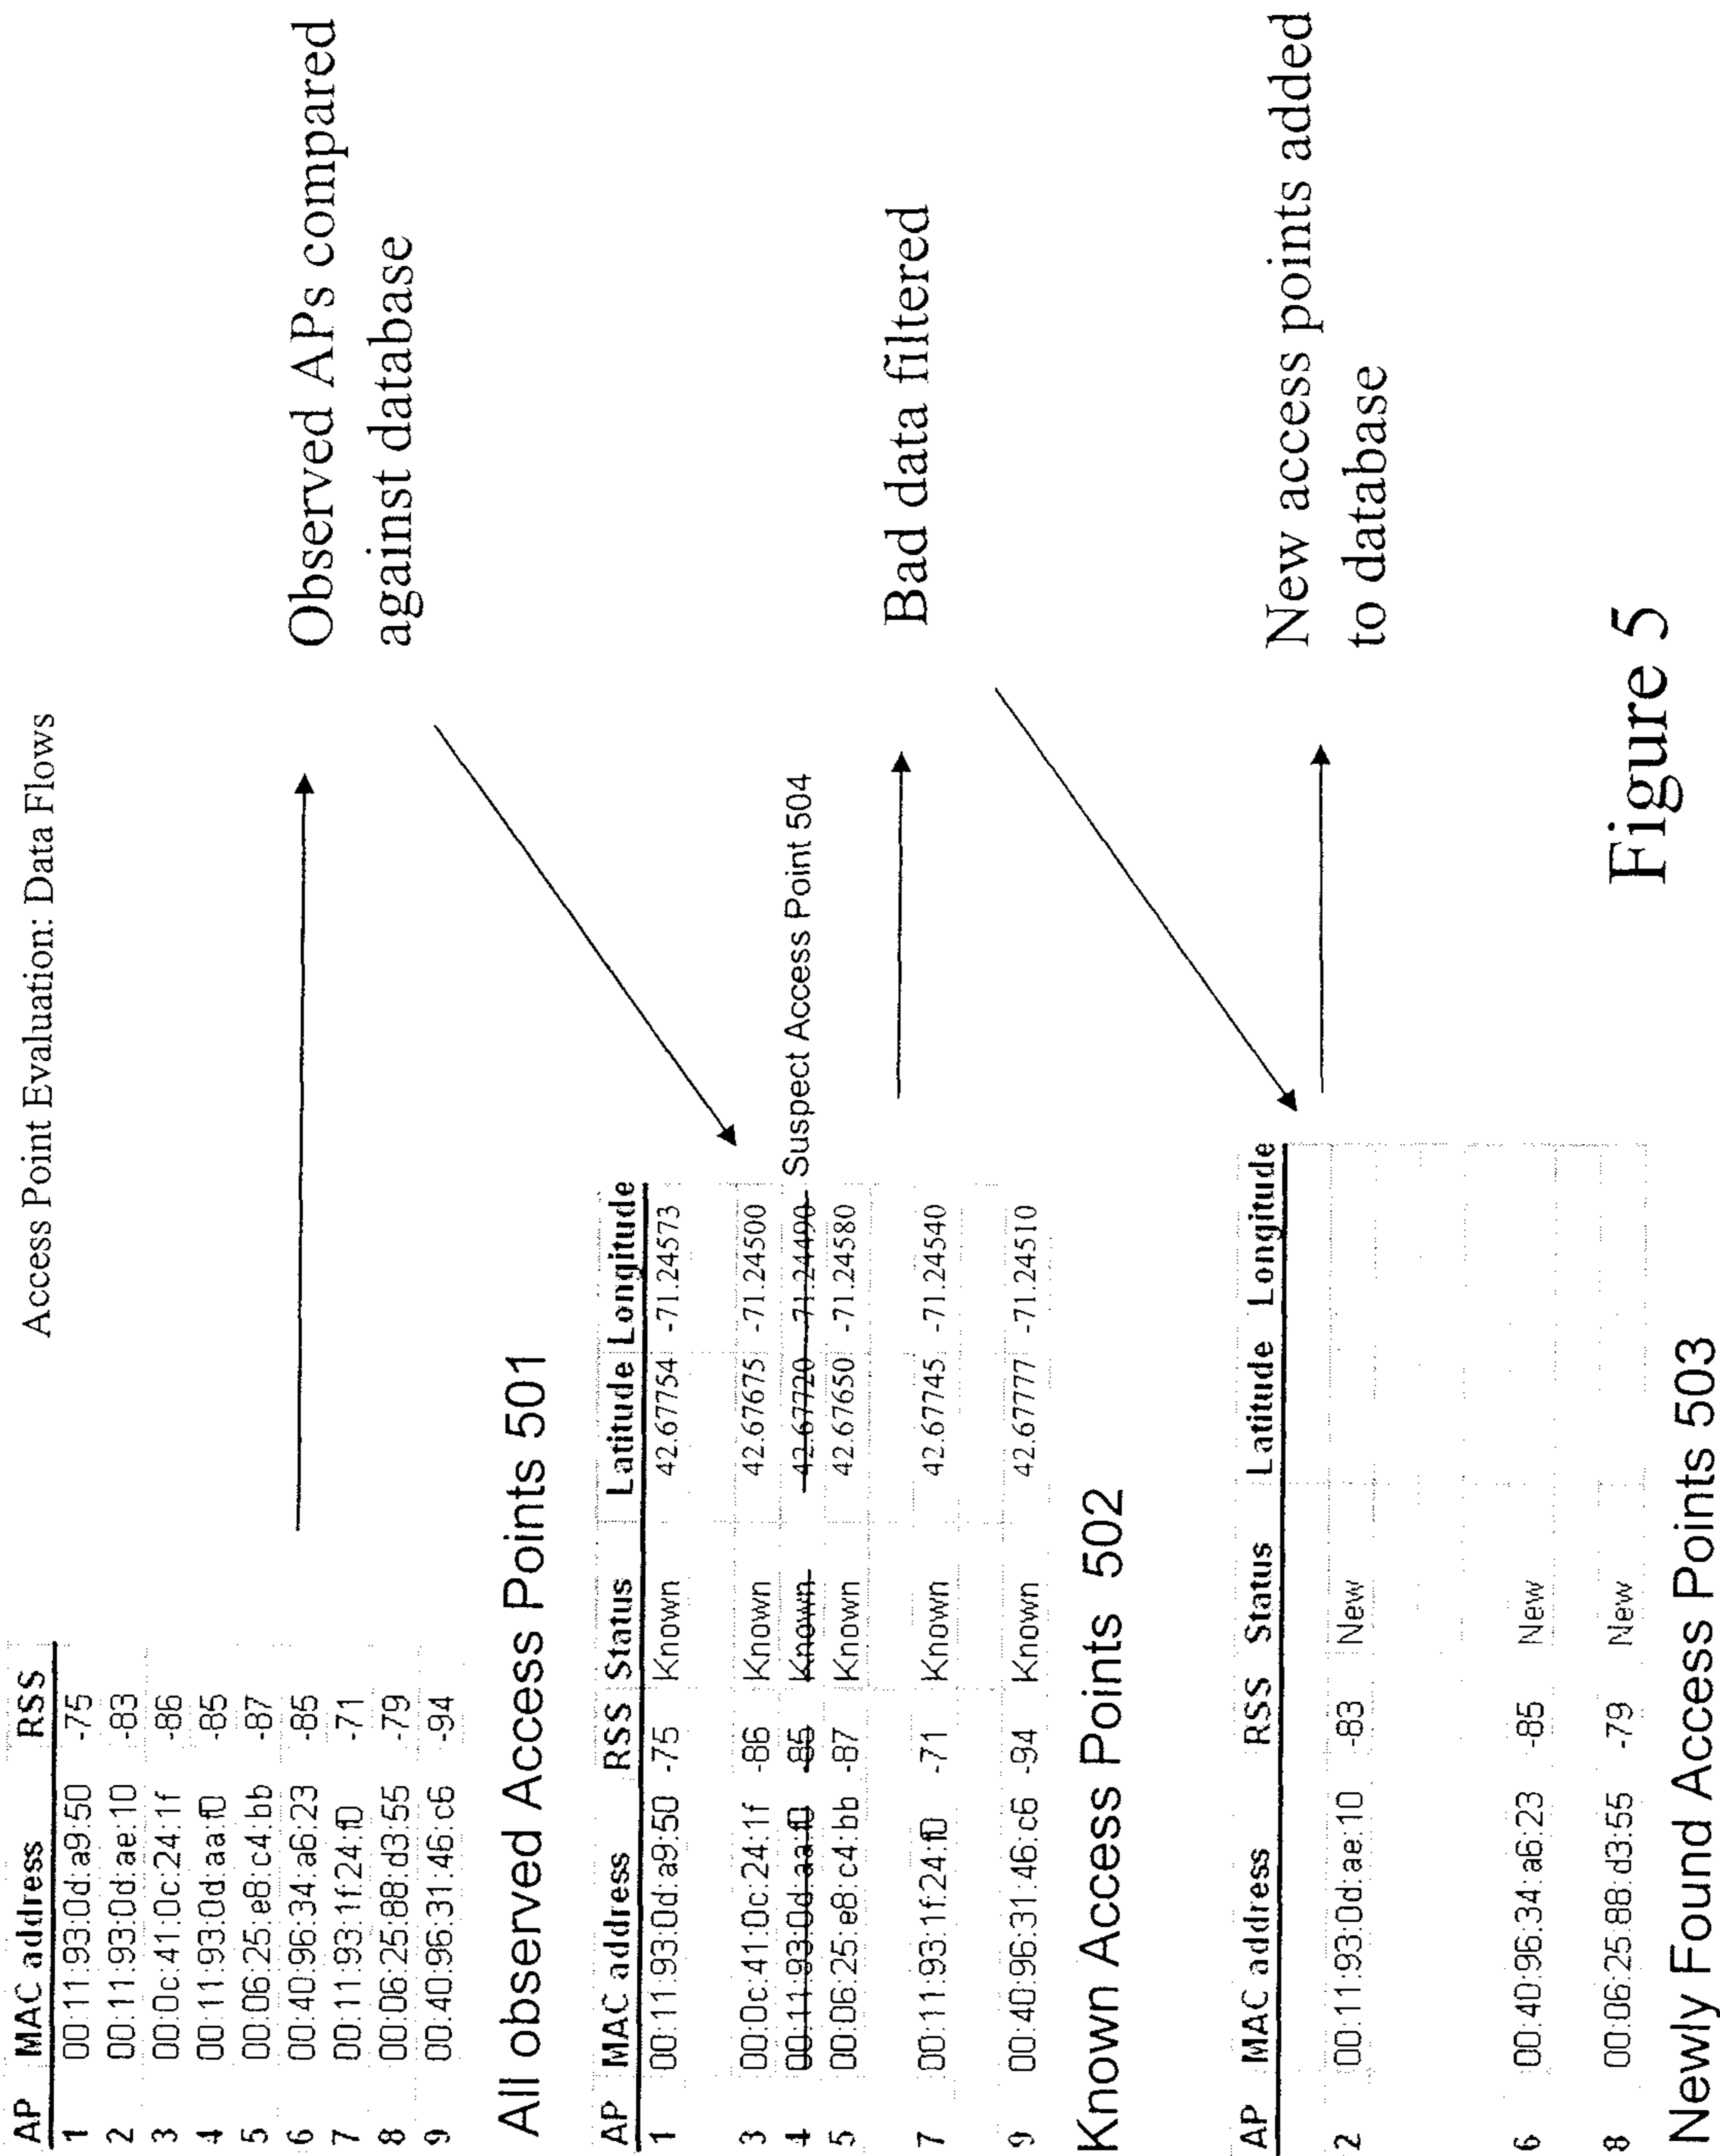 Access Point Evaluation: Data Flows
AP MAC address RSS
1 00:11:93:0d:a9:50 -75
2 00:11:93:0d:ae:10 -83
3 00:0c:41:0c:24:1f -86
4 00:11:93:0d:aa:f0 -85
5 00:06:25:e8:c4:bb -87
6 00:40:96:34:a6:23 -85
7 00:11:93:1f:24:f0 -71
8 00:06:25:88:d3:55 -79
9 00:40:96:31:46:c6 -94
All observed Access Points 501
Observed APs compared
against database
AP MAC address RSS Status Latitude Longitude
1 00:11:93:0d:a9:50 -75 Known 42.67754 -71.24573
3 00:0c:41:0c:24:1f -86 Known 42.67675 -71.24500
4 00:11:93:0d:aa:f0 -85 Known 42.67720 -71.24490 Suspect Access Point 504
5 00:06:25:e8:c4:bb -87 Known 42.67650 -71.24580
7 00:11:93:1f:24:f0 -71 Known 42.67745 -71.24540
9 00:40:96:31:46:c6 -94 Known 42.67777 -71.24510
Known Access Points 502
Bad data filtered
AP MAC address RSS Status Latitude Longitude
2 00:11:93:0d:ae:10 -83 New
6 00:40:96:34:a6:23 -85 New
8 00:06:25:88:d3:55 -79 New
Newly Found Access Points 503
New access points added
to database
Figure 5